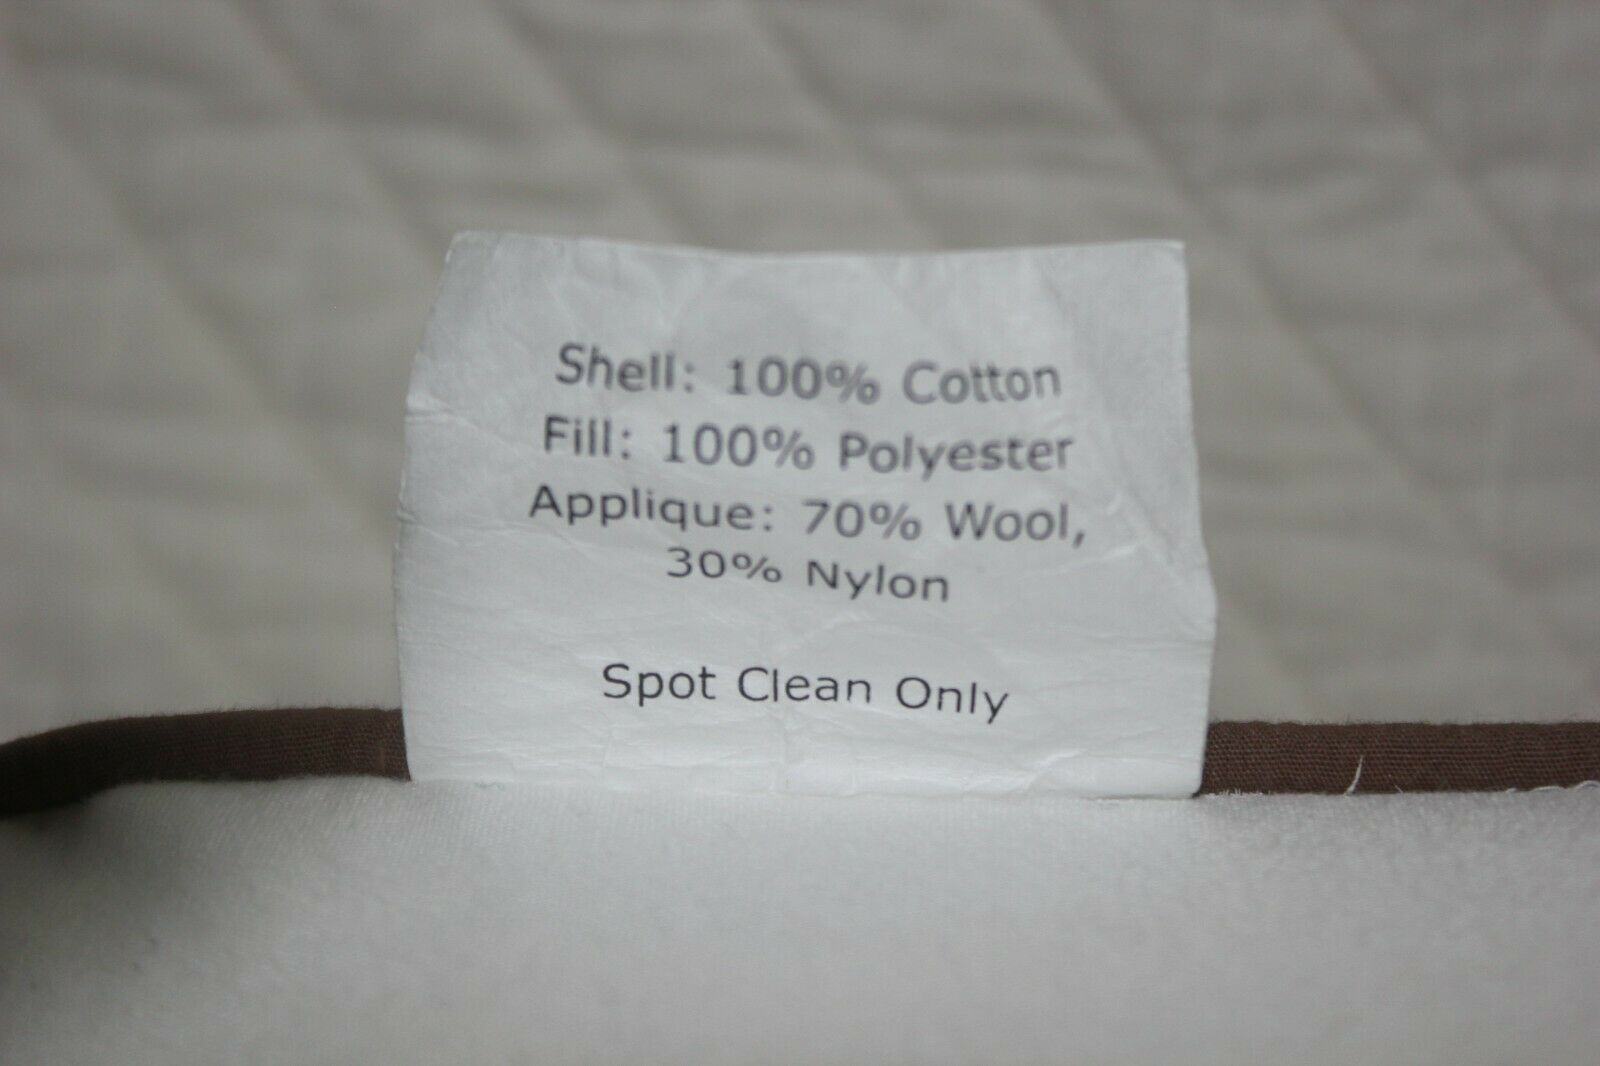 Shell: 100% Cotton
Fill: 100% Polyester
Applique: 70% Wool,
30% Nylon
Spot Clean Only